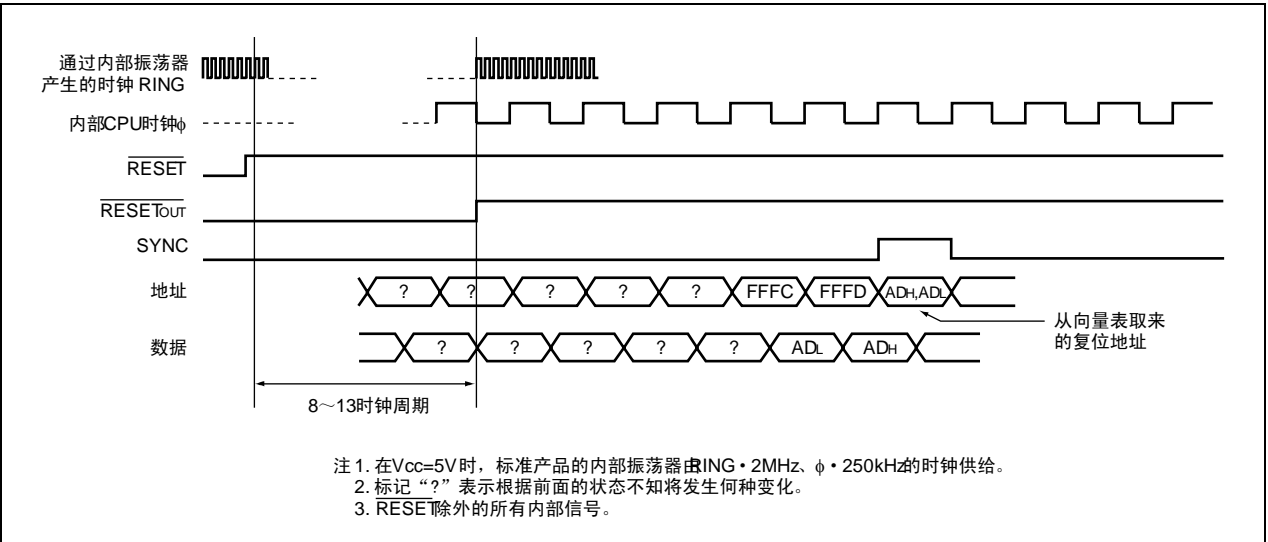 通过内部振荡器
产生的时钟 RING
内部CPU时钟φ
RESET
RESETOUT
SYNC
地址
? ? ? ? ? FFFC FFFD ADH,ADL
从向量表取来
的复位地址
数据
? ? ? ? ? ADL ADH
8~13时钟周期
注 1. 在Vcc=5V时,标准产品的内部振荡器由RING・2MHz、φ・250kHz的时钟供给。
2. 标记“?”表示根据前面的状态不知将发生何种变化。
3. RESET除外的所有内部信号。